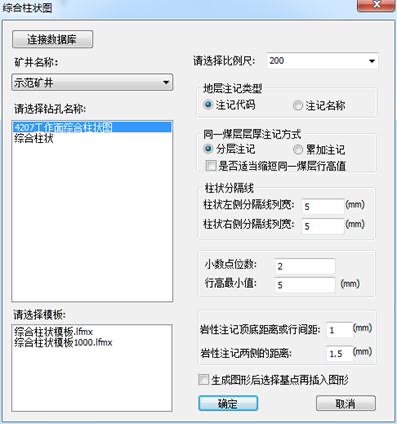 综合柱状图
连接数据库
矿井名称:
示范矿井
请选择钻孔名称:
4207工作面综合柱状图
综合柱状
请选择模板:
综合柱状模板.lfmx
综合柱状模板1000.lfmx
请选择比例尺:
200
地层注记类型
注记代码
注记名称
同一煤层层厚注记方式
分层注记
累加注记
是否适当缩短同一煤层行高值
柱状分隔线
柱状左侧分隔线列宽: 5 (mm)
柱状右侧分隔线列宽: 5 (mm)
小数点位数: 2
行高最小值: 5 (mm)
岩性注记顶底距离或行间距: 1 (mm)
岩性注记两侧的距离: 1.5 (mm)
生成图形后选择基点再插入图形
确定
取消